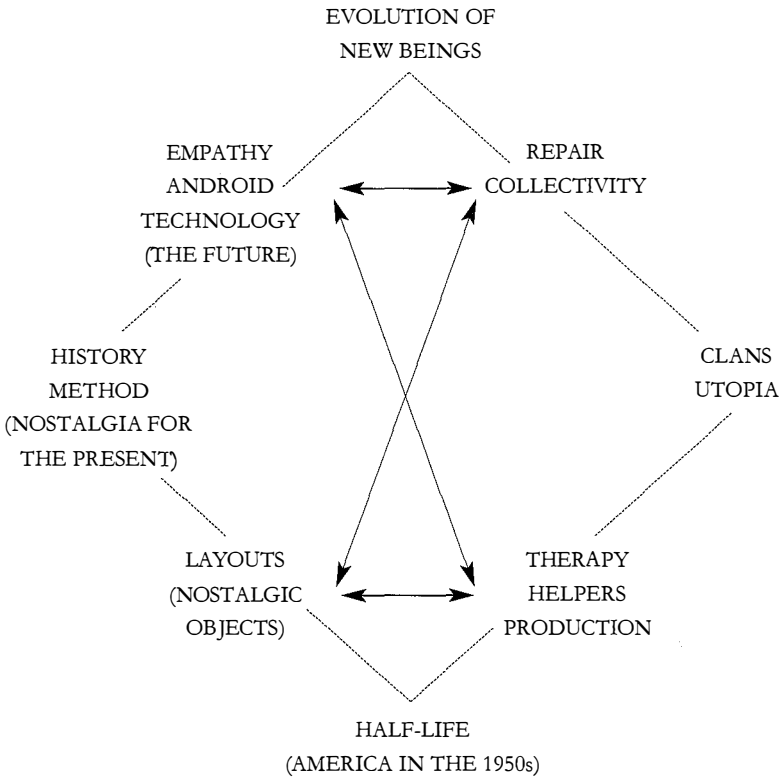 EVOLUTION OF
NEW BEINGS
EMPATHY
ANDROID
TECHNOLOGY
(THE FUTURE)
REPAIR
COLLECTIVITY
HISTORY
METHOD
(NOSTALGIA FOR
THE PRESENT)
CLANS
UTOPIA
LAYOUTS
(NOSTALGIC
OBJECTS)
THERAPY
HELPERS
PRODUCTION
HALF-LIFE
(AMERICA IN THE 1950s)